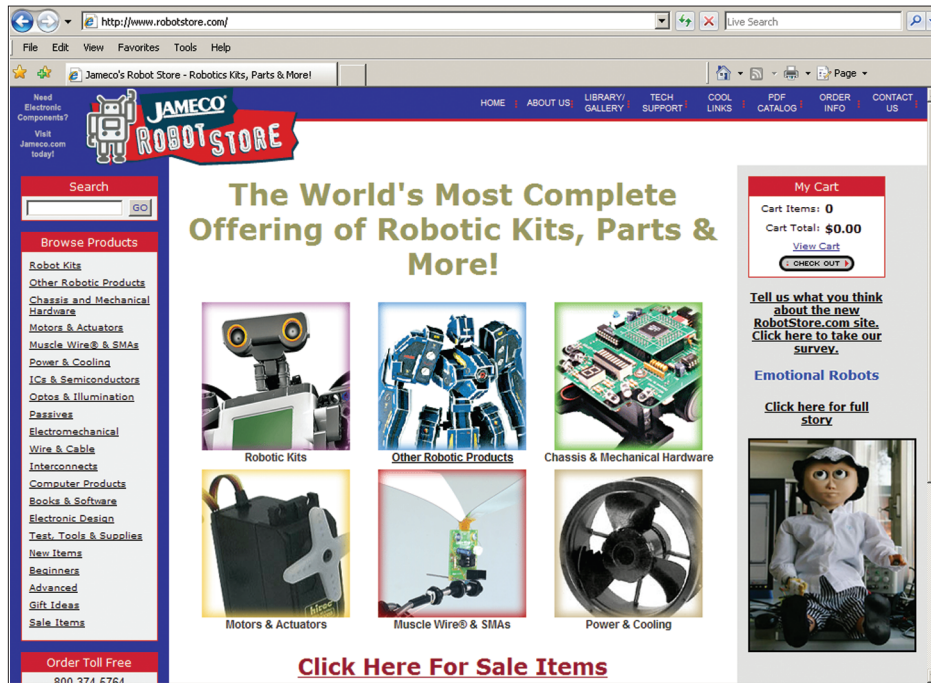 http://www.robotstore.com/
Live Search
File Edit View Favorites Tools Help
Jameco's Robot Store - Robotics Kits, Parts & More!
Page
Need
Electronic
Components?
Visit
Jameco.com
today!
JAMECO
ROBOT STORE
HOME
ABOUT US
LIBRARY/
GALLERY
TECH
SUPPORT
COOL
LINKS
PDF
CATALOG
ORDER
INFO
CONTACT
US
Search
GO
Browse Products
Robot Kits
Other Robotic Products
Chassis and Mechanical
Hardware
Motors & Actuators
Muscle Wire® & SMAs
Power & Cooling
ICs & Semiconductors
Optos & Illumination
Passives
Electromechanical
Wire & Cable
Interconnects
Computer Products
Books & Software
Electronic Design
Test, Tools & Supplies
New Items
Beginners
Advanced
Gift Ideas
Sale Items
Order Toll Free
800-374-5764
The World's Most Complete
Offering of Robotic Kits, Parts &
More!
Robotic Kits
Other Robotic Products
Chassis & Mechanical Hardware
hitec
Motors & Actuators
Muscle Wire® & SMAs
Power & Cooling
Click Here For Sale Items
My Cart
Cart Items: 0
Cart Total: $0.00
View Cart
CHECK OUT
Tell us what you think
about the new
RobotStore.com site.
Click here to take our
survey.
Emotional Robots
Click here for full
story